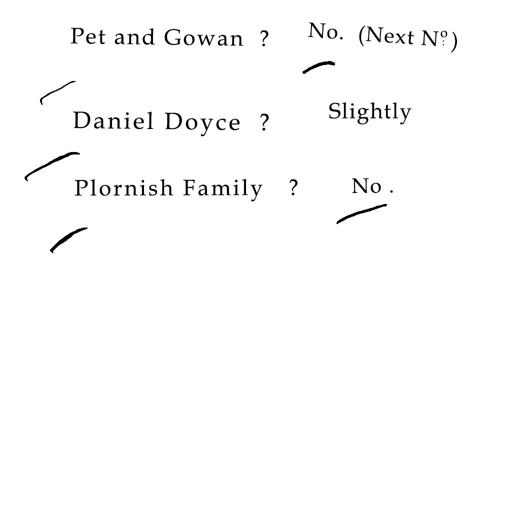 Pet and Gowan ? No. (Next Nº)
Daniel Doyce ? Slightly
Plornish Family ? No .